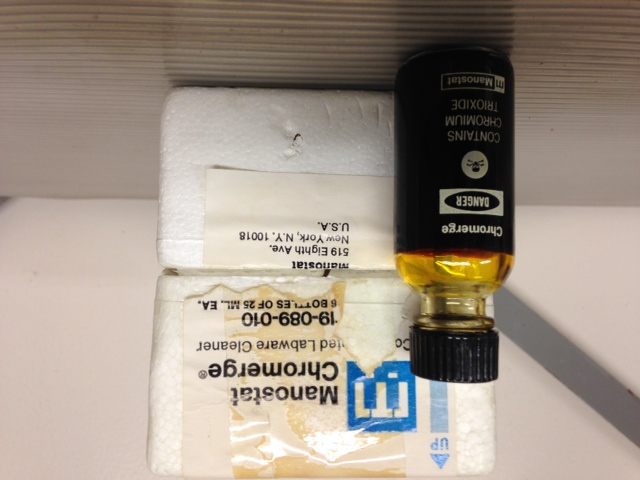 Manostat
Chromerge®
ted Labware Cleaner
19-089-010
6 BOTTLES OF 25 ML. EA.
UP
Manostat
519 Eighth Ave.
New York, N.Y. 10018
U.S.A.
Chromerge
DANGER
CONTAINS
CHROMIUM
TRIOXIDE
m Manostat